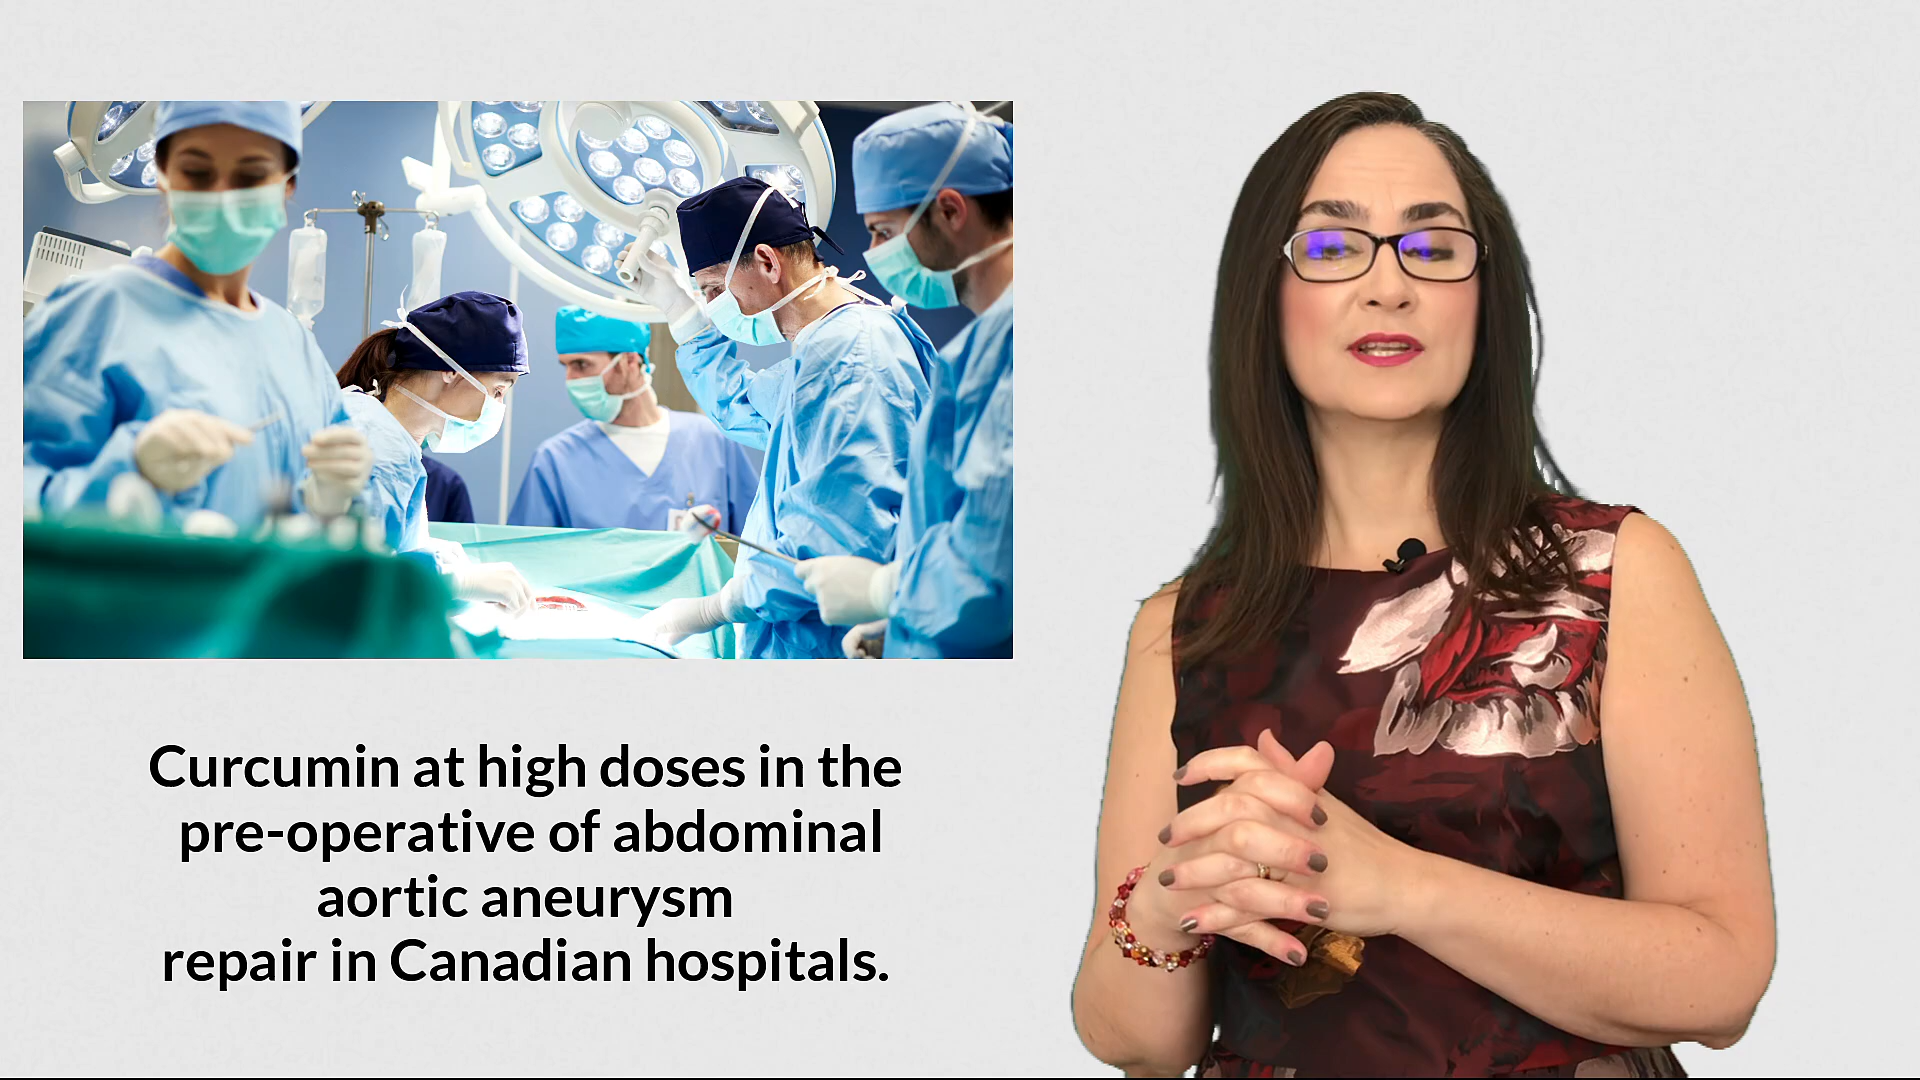 Curcumin at high doses in the
pre-operative of abdominal
aortic aneurysm
repair in Canadian hospitals.